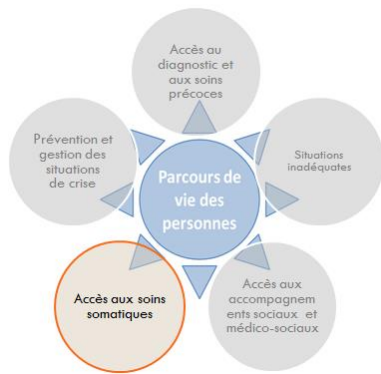 Accès au
diagnostic et
aux soins
précoces
Prévention et
gestion des
situations
de crise
Situations
inadéquates
Parcours de
vie des
personnes
Accès aux soins
somatiques
Accès aux
accompagnem
ents sociaux et
médico-sociaux